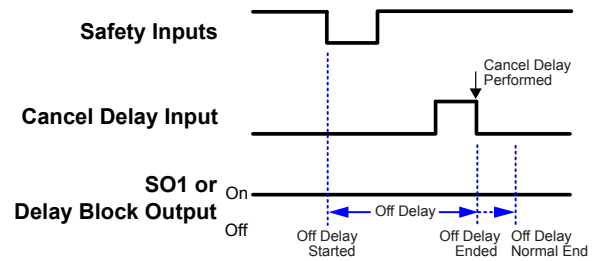 Safety Inputs
Cancel Delay
Performed
Cancel Delay Input
SO1 or
Delay Block Output
On
Off
Off Delay
Off Delay
Started
Off Delay
Ended
Off Delay
Normal End